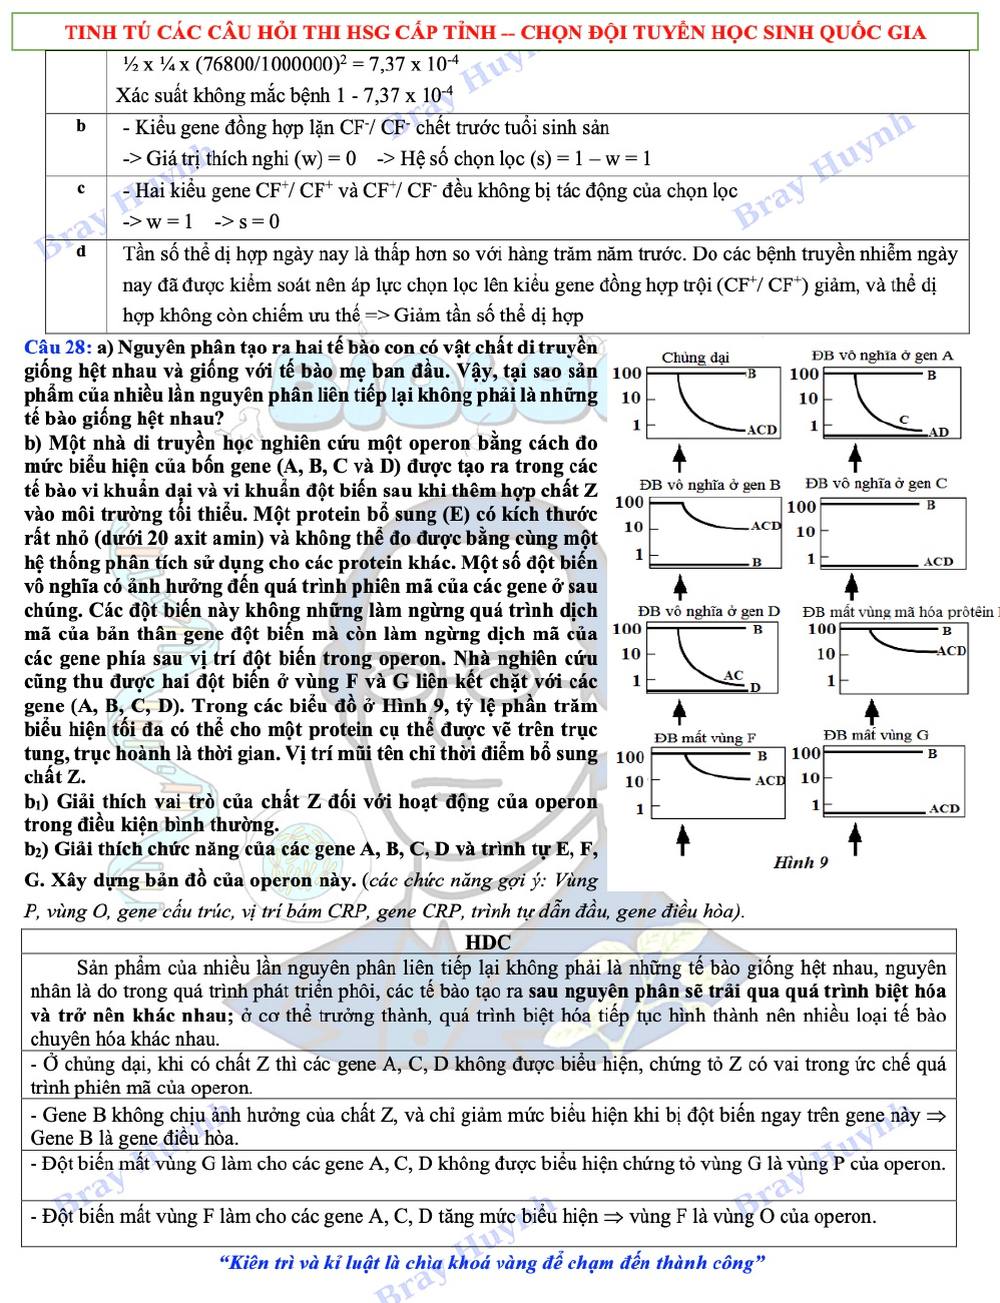 TINH TÚ CÁC CÂU HỎI THI HSG CẤP TỈNH -- CHỌN ĐỘI TUYỂN HỌC SINH QUỐC GIA
½ x ¼ x (76800/1000000)² = 7,37 x 10⁻⁴
Xác suất không mắc bệnh 1 - 7,37 x 10⁻⁴
b - Kiểu gene đồng hợp lặn CF⁻/ CF⁻ chết trước tuổi sinh sản
-> Giá trị thích nghi (w) = 0 -> Hệ số chọn lọc (s) = 1 – w = 1
c - Hai kiểu gene CF⁺/ CF⁺ và CF⁺/ CF⁻ đều không bị tác động của chọn lọc
-> w = 1 -> s = 0
d Tần số thể dị hợp ngày nay là thấp hơn so với hàng trăm năm trước. Do các bệnh truyền nhiễm ngày
nay đã được kiểm soát nên áp lực chọn lọc lên kiểu gene đồng hợp trội (CF⁺/ CF⁺) giảm, và thể dị
hợp không còn chiếm ưu thế => Giảm tần số thể dị hợp
Câu 28: a) Nguyên phân tạo ra hai tế bào con có vật chất di truyền
giống hệt nhau và giống với tế bào mẹ ban đầu. Vậy, tại sao sản
phẩm của nhiều lần nguyên phân liên tiếp lại không phải là những
tế bào giống hệt nhau?
b) Một nhà di truyền học nghiên cứu một operon bằng cách đo
mức biểu hiện của bốn gene (A, B, C và D) được tạo ra trong các
tế bào vi khuẩn dại và vi khuẩn đột biến sau khi thêm hợp chất Z
vào môi trường tối thiểu. Một protein bổ sung (E) có kích thước
rất nhỏ (dưới 20 axit amin) và không thể đo được bằng cùng một
hệ thống phân tích sử dụng cho các protein khác. Một số đột biến
vô nghĩa có ảnh hưởng đến quá trình phiên mã của các gene ở sau
chúng. Các đột biến này không những làm ngừng quá trình dịch
mã của bản thân gene đột biến mà còn làm ngừng dịch mã của
các gene phía sau vị trí đột biến trong operon. Nhà nghiên cứu
cũng thu được hai đột biến ở vùng F và G liên kết chặt với các
gene (A, B, C, D). Trong các biểu đồ ở Hình 9, tỷ lệ phần trăm
biểu hiện tối đa có thể cho một protein cụ thể được vẽ trên trục
tung, trục hoành là thời gian. Vị trí mũi tên chỉ thời điểm bổ sung
chất Z.
b₁) Giải thích vai trò của chất Z đối với hoạt động của operon
trong điều kiện bình thường.
b₂) Giải thích chức năng của các gene A, B, C, D và trình tự E, F,
G. Xây dựng bản đồ của operon này. (các chức năng gợi ý: Vùng
P, vùng O, gene cấu trúc, vị trí bám CRP, gene CRP, trình tự dẫn đầu, gene điều hòa).
Chủng dại
100
10
1
B
ACD
ĐB vô nghĩa ở gen A
100
10
1
B
C
AD
ĐB vô nghĩa ở gen B
100
10
1
ACD
B
ĐB vô nghĩa ở gen C
100
10
1
B
ACD
ĐB vô nghĩa ở gen D
100
10
1
B
AC
D
ĐB mất vùng mã hóa prôtêin
100
10
1
B
ACD
ĐB mất vùng F
100
10
1
B
ACD
ĐB mất vùng G
100
10
1
B
ACD
Hình 9
HDC
Sản phẩm của nhiều lần nguyên phân liên tiếp lại không phải là những tế bào giống hệt nhau, nguyên
nhân là do trong quá trình phát triển phôi, các tế bào tạo ra sau nguyên phân sẽ trải qua quá trình biệt hóa
và trở nên khác nhau; ở cơ thể trưởng thành, quá trình biệt hóa tiếp tục hình thành nên nhiều loại tế bào
chuyên hóa khác nhau.
- Ở chủng dại, khi có chất Z thì các gene A, C, D không được biểu hiện, chứng tỏ Z có vai trong ức chế quá
trình phiên mã của operon.
- Gene B không chịu ảnh hưởng của chất Z, và chỉ giảm mức biểu hiện khi bị đột biến ngay trên gene này ⇒
Gene B là gene điều hòa.
- Đột biến mất vùng G làm cho các gene A, C, D không được biểu hiện chứng tỏ vùng G là vùng P của operon.
- Đột biến mất vùng F làm cho các gene A, C, D tăng mức biểu hiện ⇒ vùng F là vùng O của operon.
“Kiên trì và kỉ luật là chìa khoá vàng để chạm đến thành công”
Bray Huynh
Bray Huynh
Bray Huynh
Bray Huynh
Bray Huynh
Bray Huynh
Bray Huynh